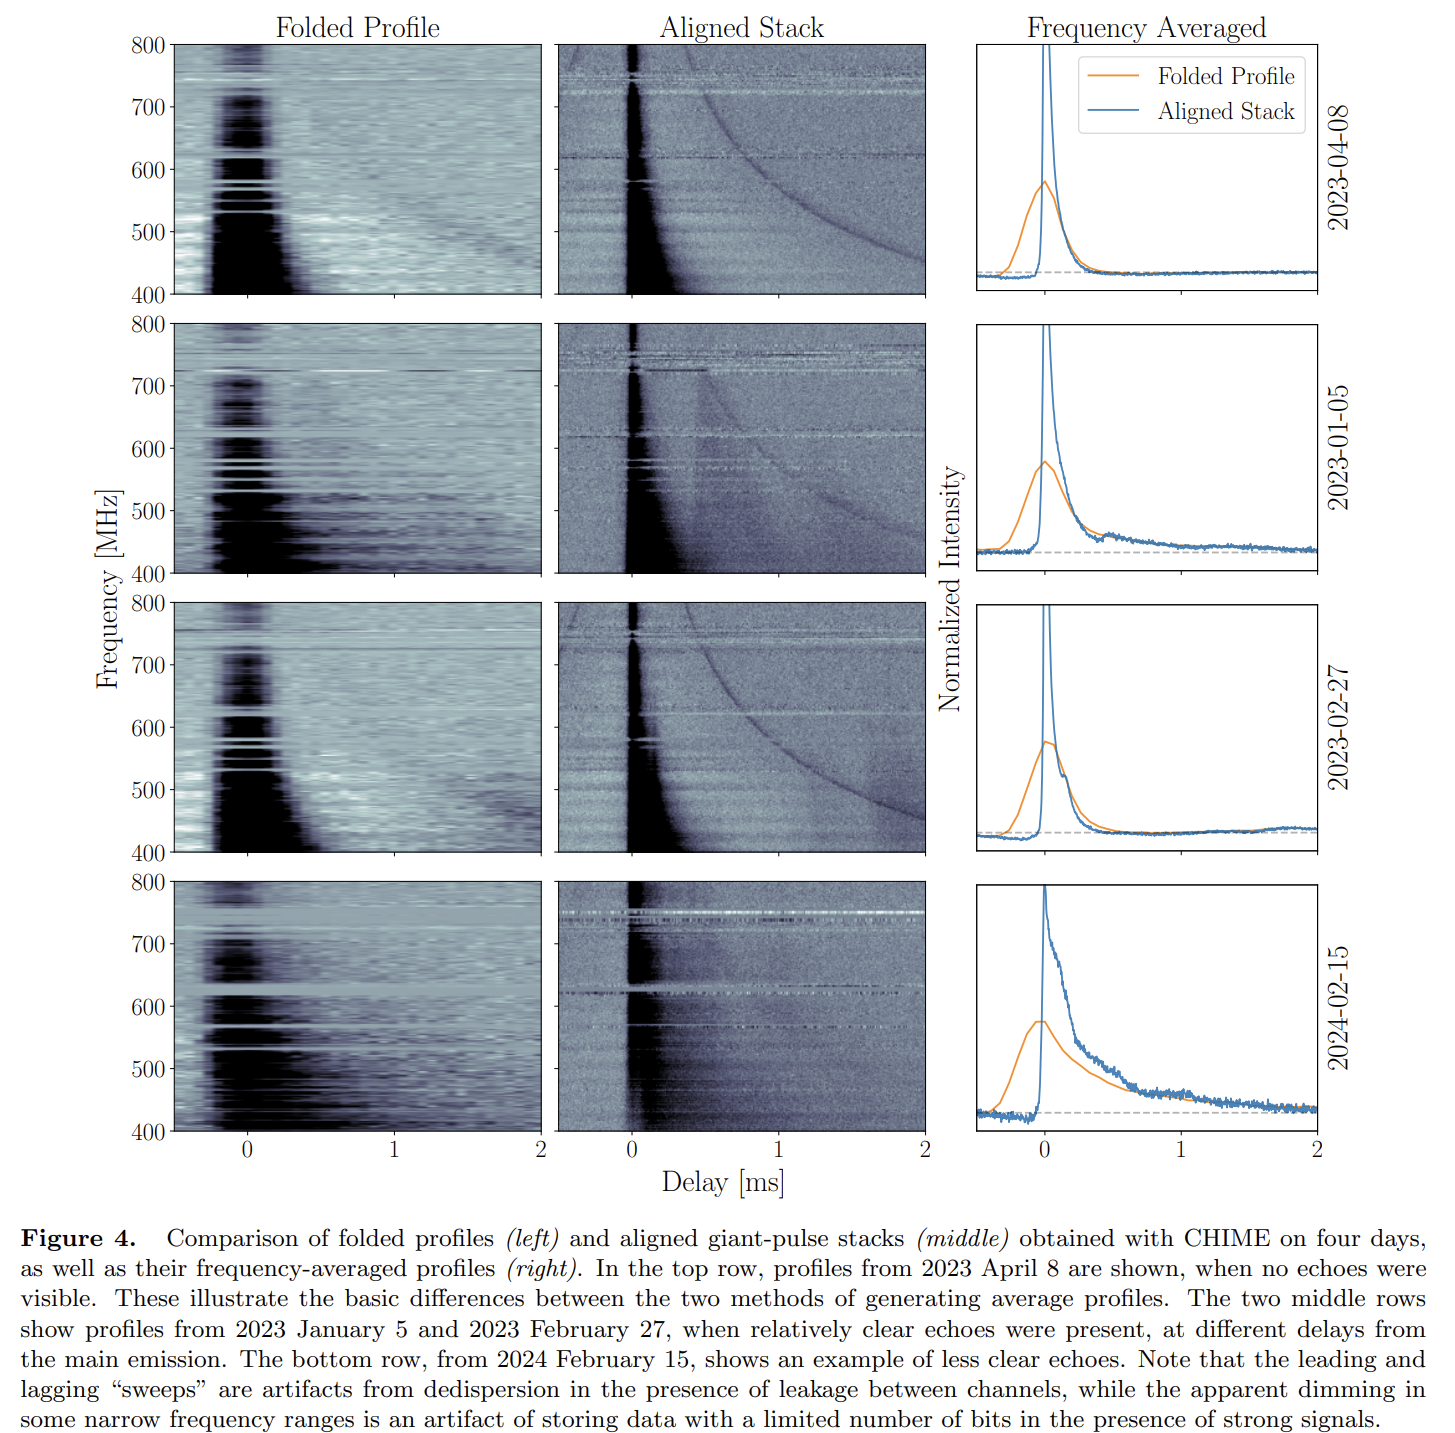 Folded Profile
Aligned Stack
Frequency Averaged
800
700
600
500
400
Folded Profile
Aligned Stack
2023-04-08
800
700
600
500
400
2023-01-05
Frequency [MHz]
Normalized Intensity
800
700
600
500
400
2023-02-27
800
700
600
500
400
2024-02-15
0
1
2
0
1
2
0
1
2
Delay [ms]
Figure 4. Comparison of folded profiles (left) and aligned giant-pulse stacks (middle) obtained with CHIME on four days,
as well as their frequency-averaged profiles (right). In the top row, profiles from 2023 April 8 are shown, when no echoes were
visible. These illustrate the basic differences between the two methods of generating average profiles. The two middle rows
show profiles from 2023 January 5 and 2023 February 27, when relatively clear echoes were present, at different delays from
the main emission. The bottom row, from 2024 February 15, shows an example of less clear echoes. Note that the leading and
lagging “sweeps” are artifacts from dedispersion in the presence of leakage between channels, while the apparent dimming in
some narrow frequency ranges is an artifact of storing data with a limited number of bits in the presence of strong signals.